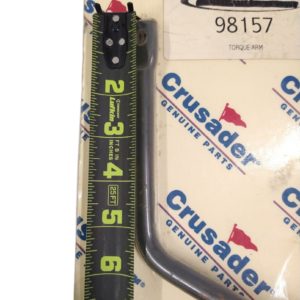 98157
TORQUE ARM
2
Lufkin
3
FT & IN
INCHES
4
25FT
5
6
Crusader
GENUINE PARTS
Crusader
GENUINE PARTS
Crusader
GENUINE PARTS